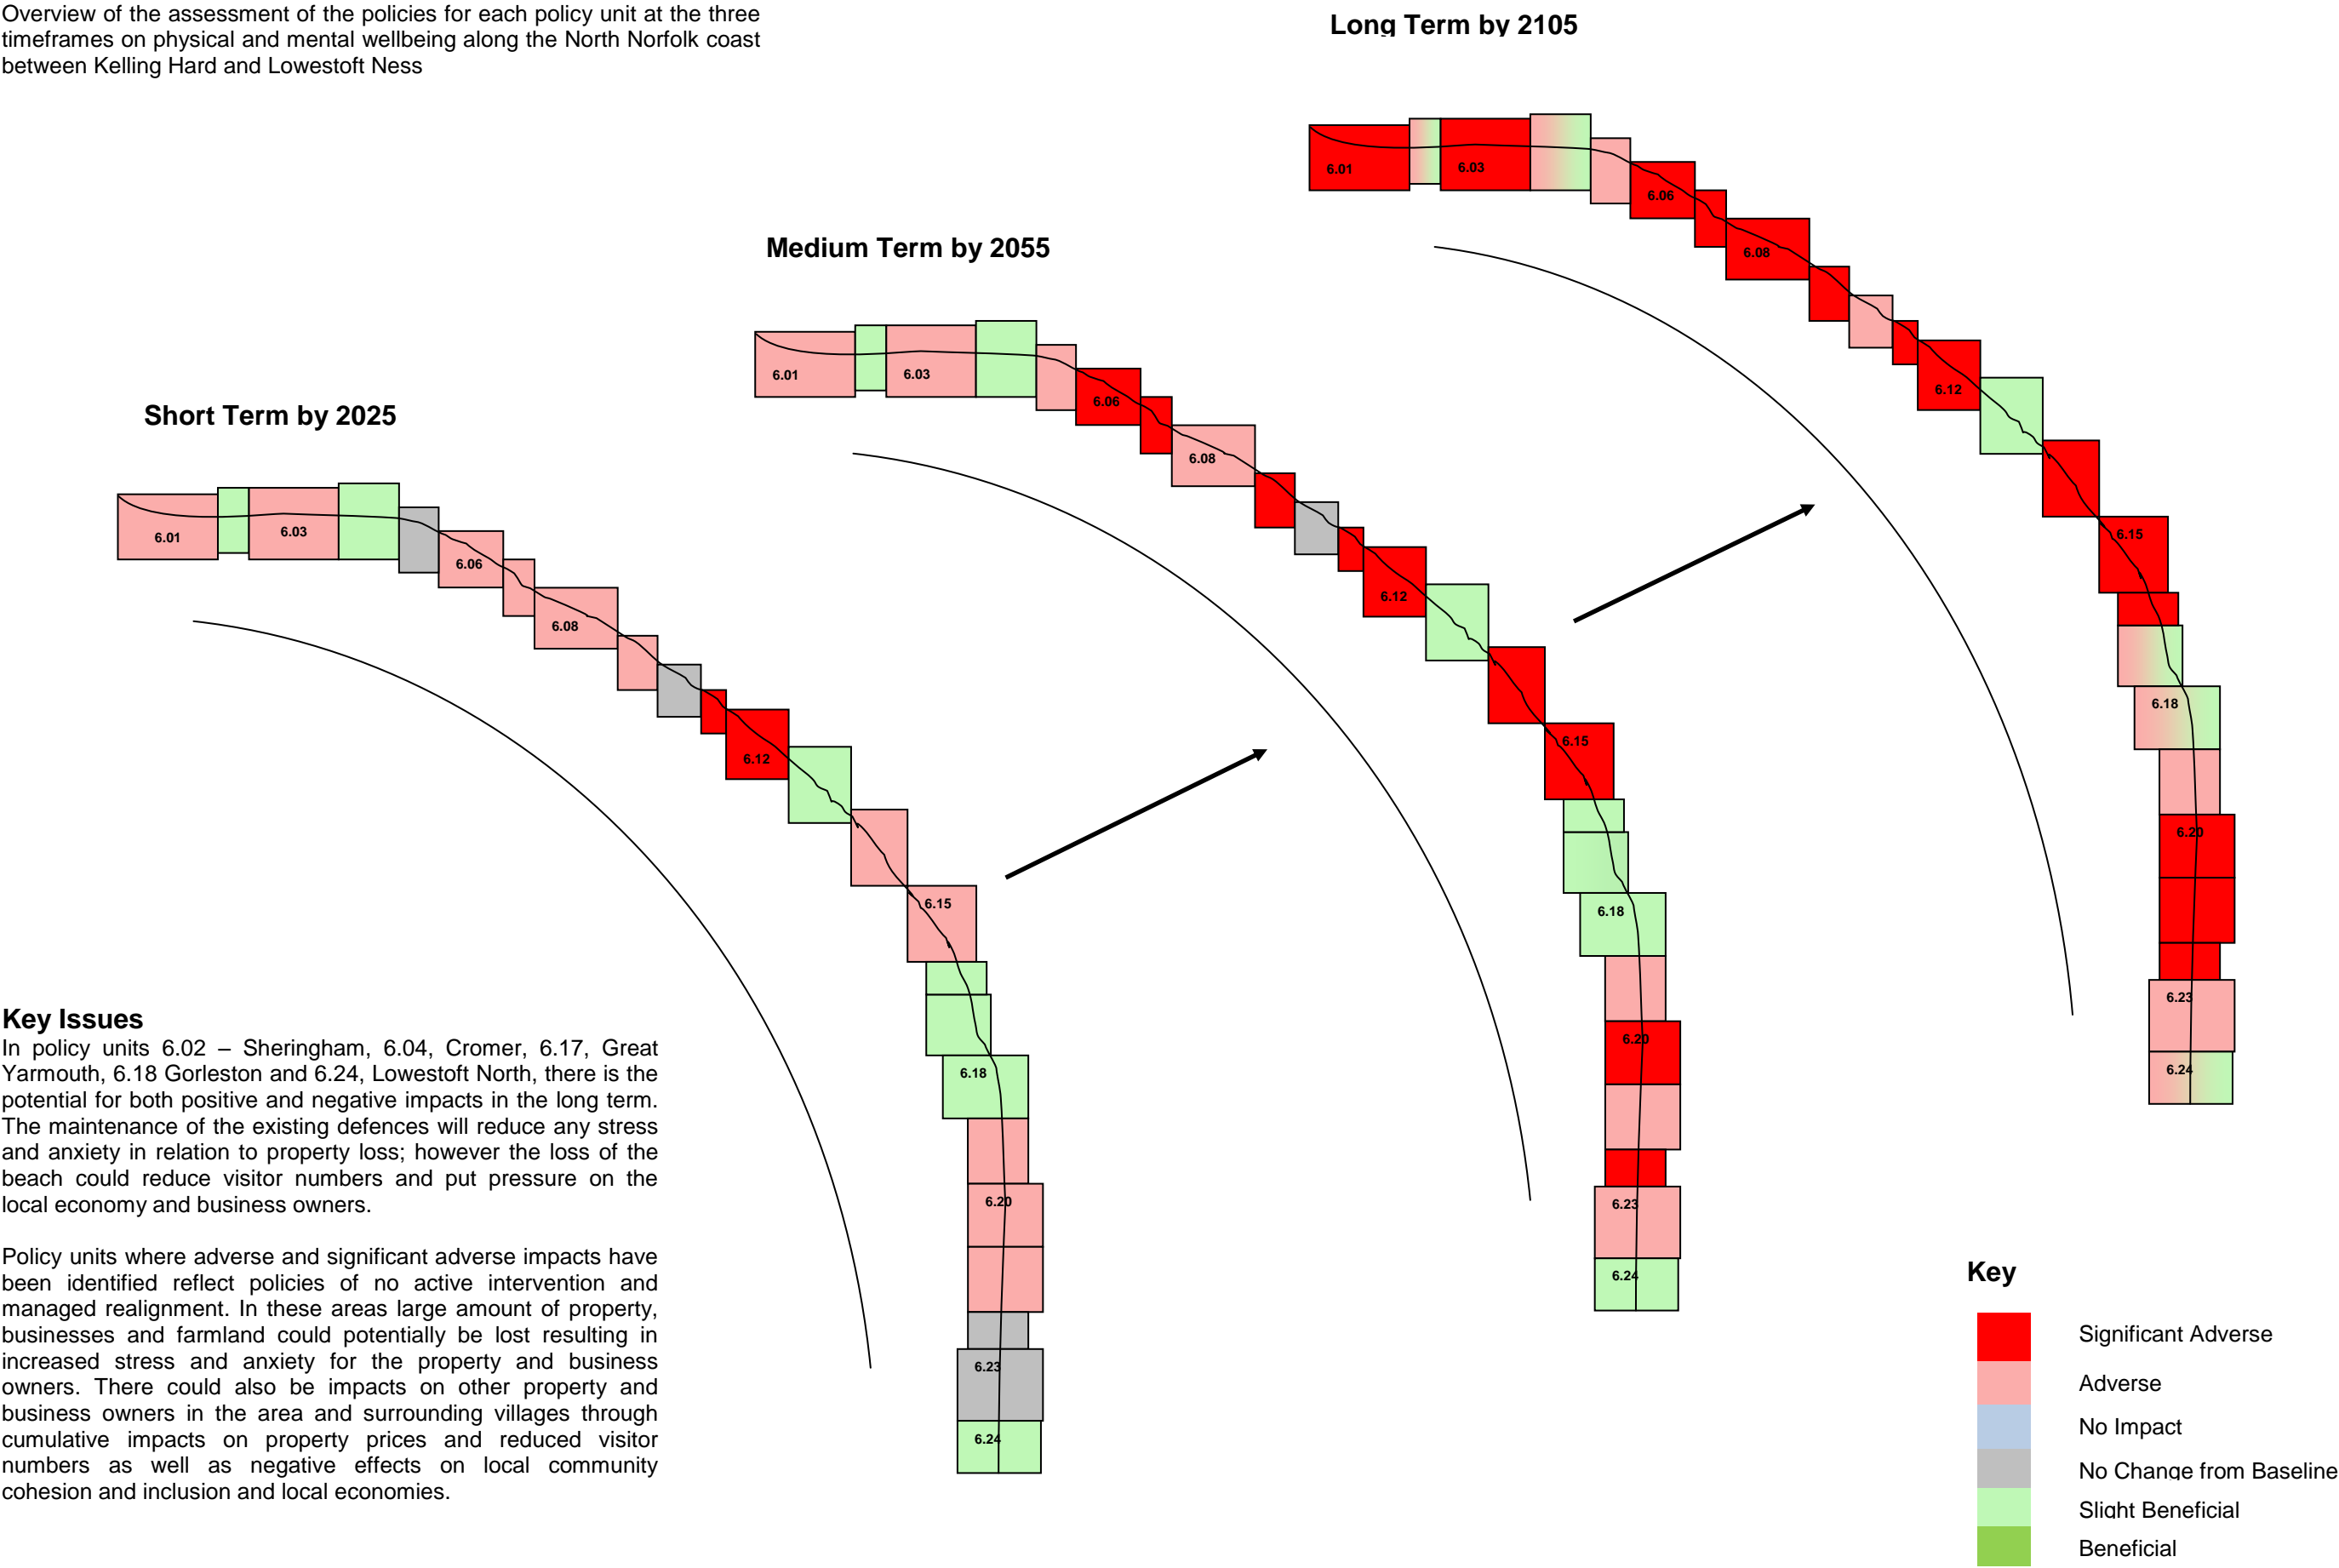 Overview of the assessment of the policies for each policy unit at the three
timeframes on physical and mental wellbeing along the North Norfolk coast
between Kelling Hard and Lowestoft Ness
Long Term by 2105
6.01
6.03
6.06
6.08
6.12
6.15
6.18
6.20
6.23
6.24
Medium Term by 2055
6.01
6.03
6.06
6.08
6.12
6.15
6.18
6.20
6.23
6.24
Short Term by 2025
6.01
6.03
6.06
6.08
6.12
6.15
6.18
6.20
6.23
6.24
Key Issues
In policy units 6.02 – Sheringham, 6.04, Cromer, 6.17, Great
Yarmouth, 6.18 Gorleston and 6.24, Lowestoft North, there is the
potential for both positive and negative impacts in the long term.
The maintenance of the existing defences will reduce any stress
and anxiety in relation to property loss; however the loss of the
beach could reduce visitor numbers and put pressure on the
local economy and business owners.
Policy units where adverse and significant adverse impacts have
been identified reflect policies of no active intervention and
managed realignment. In these areas large amount of property,
businesses and farmland could potentially be lost resulting in
increased stress and anxiety for the property and business
owners. There could also be impacts on other property and
business owners in the area and surrounding villages through
cumulative impacts on property prices and reduced visitor
numbers as well as negative effects on local community
cohesion and inclusion and local economies.
Key
Significant Adverse
Adverse
No Impact
No Change from Baseline
Slight Beneficial
Beneficial